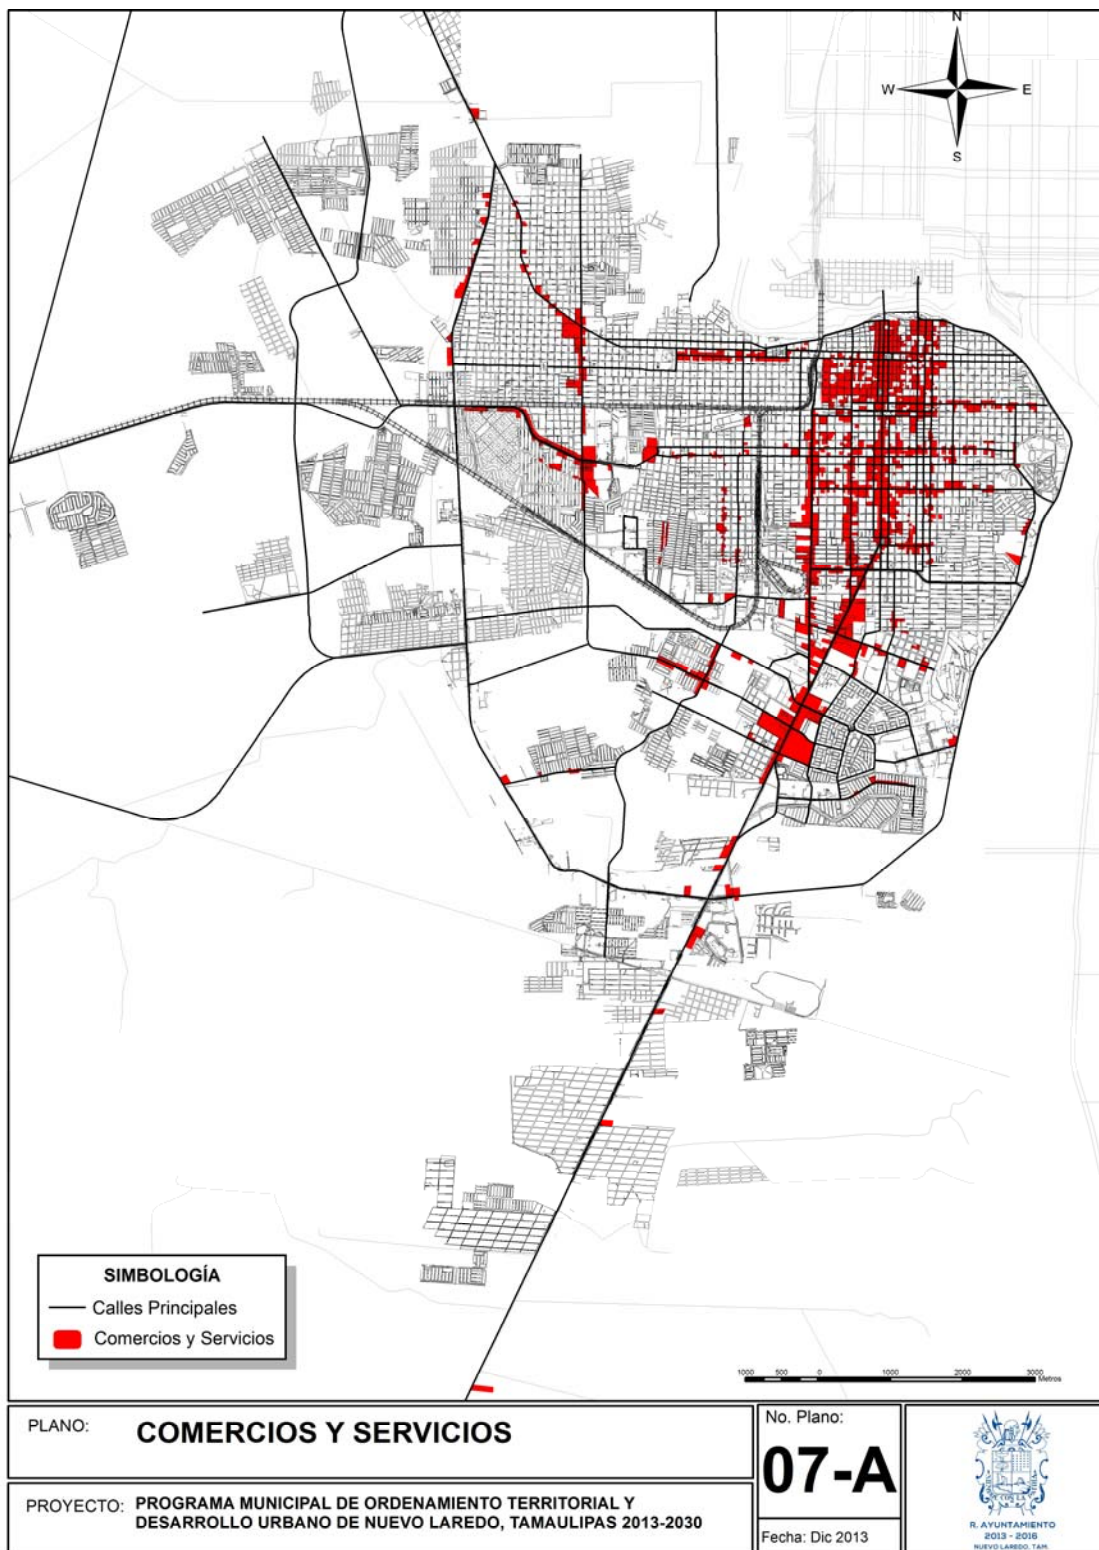 N
W E
S
SIMBOLOGÍA
Calles Principales
Comercios y Servicios
1000 500 0 1000 2000 3000
Metros
PLANO: COMERCIOS Y SERVICIOS
No. Plano:
07-A
Fecha: Dic 2013
PROYECTO: PROGRAMA MUNICIPAL DE ORDENAMIENTO TERRITORIAL Y
DESARROLLO URBANO DE NUEVO LAREDO, TAMAULIPAS 2013-2030
R. AYUNTAMIENTO
2013 - 2016
NUEVO LAREDO, TAM.